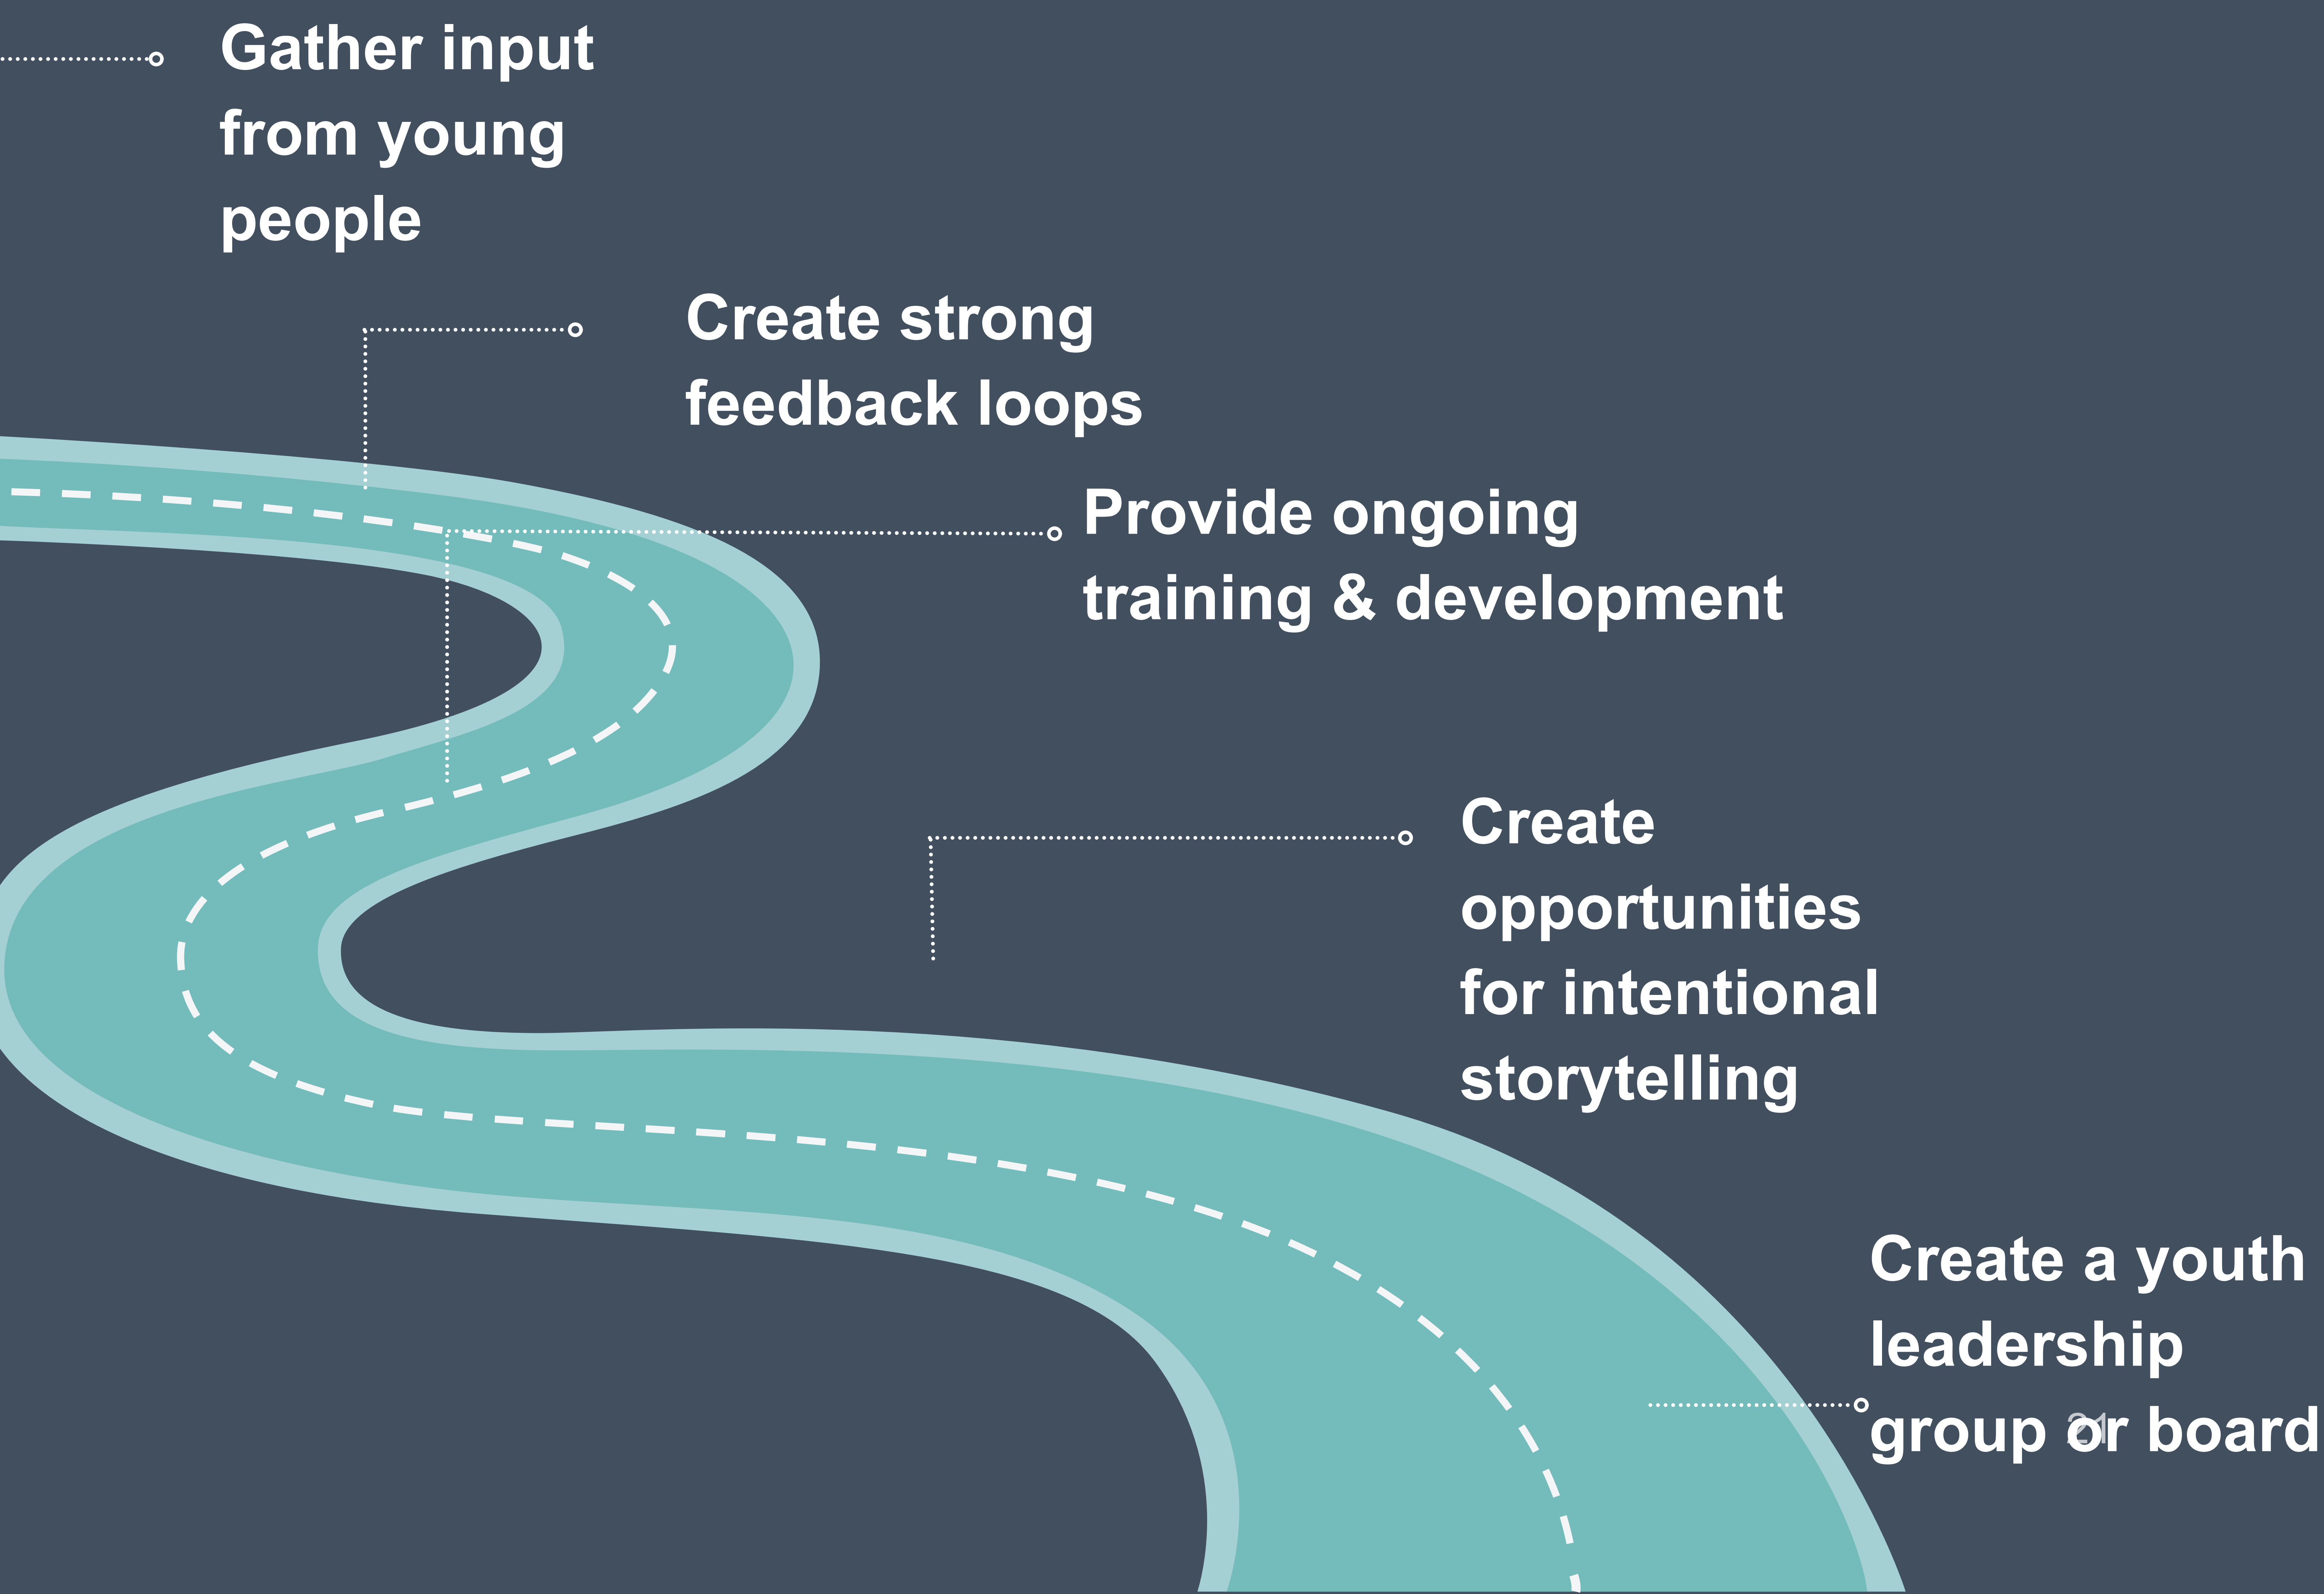 Gather input
from young
people
Create strong
feedback loops
Provide ongoing
training & development
Create
opportunities
for intentional
storytelling
Create a youth
leadership
group or board
21